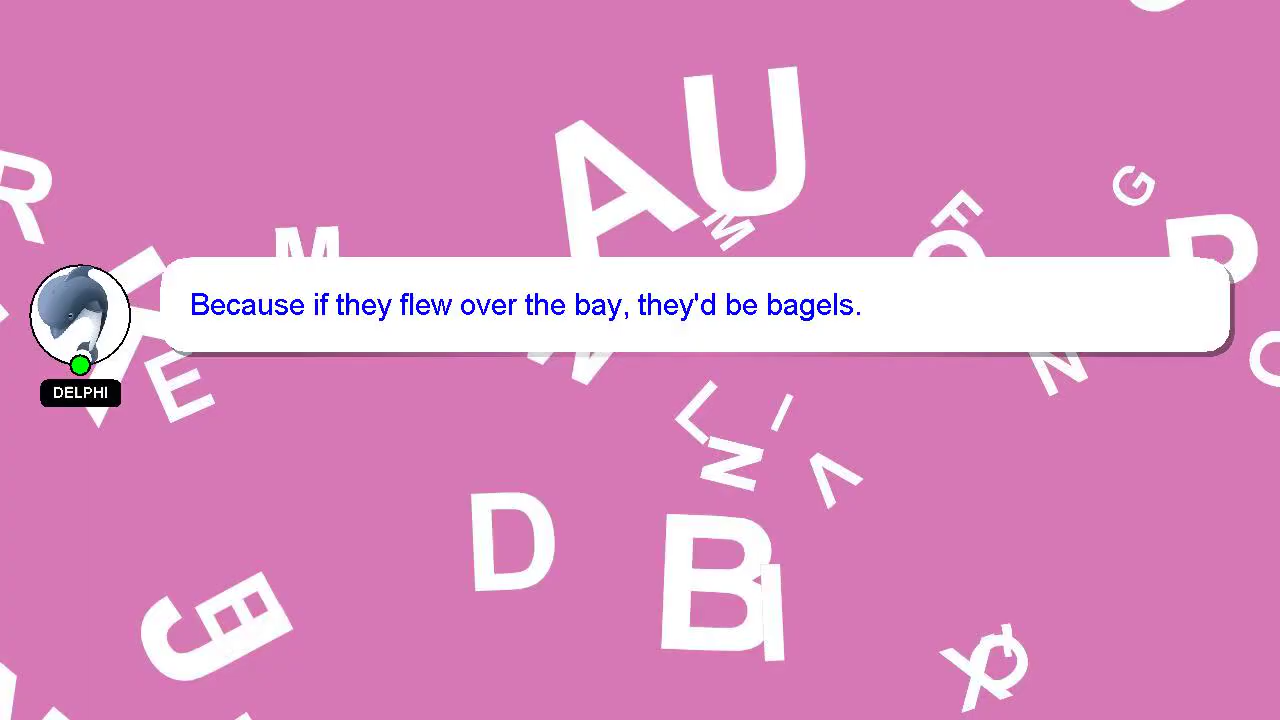 Because if they flew over the bay, they'd be bagels.
DELPHI
R
M
A
U
M
F
O
G
E
N
L
I
N
V
D
B
I
J
E
X
Q